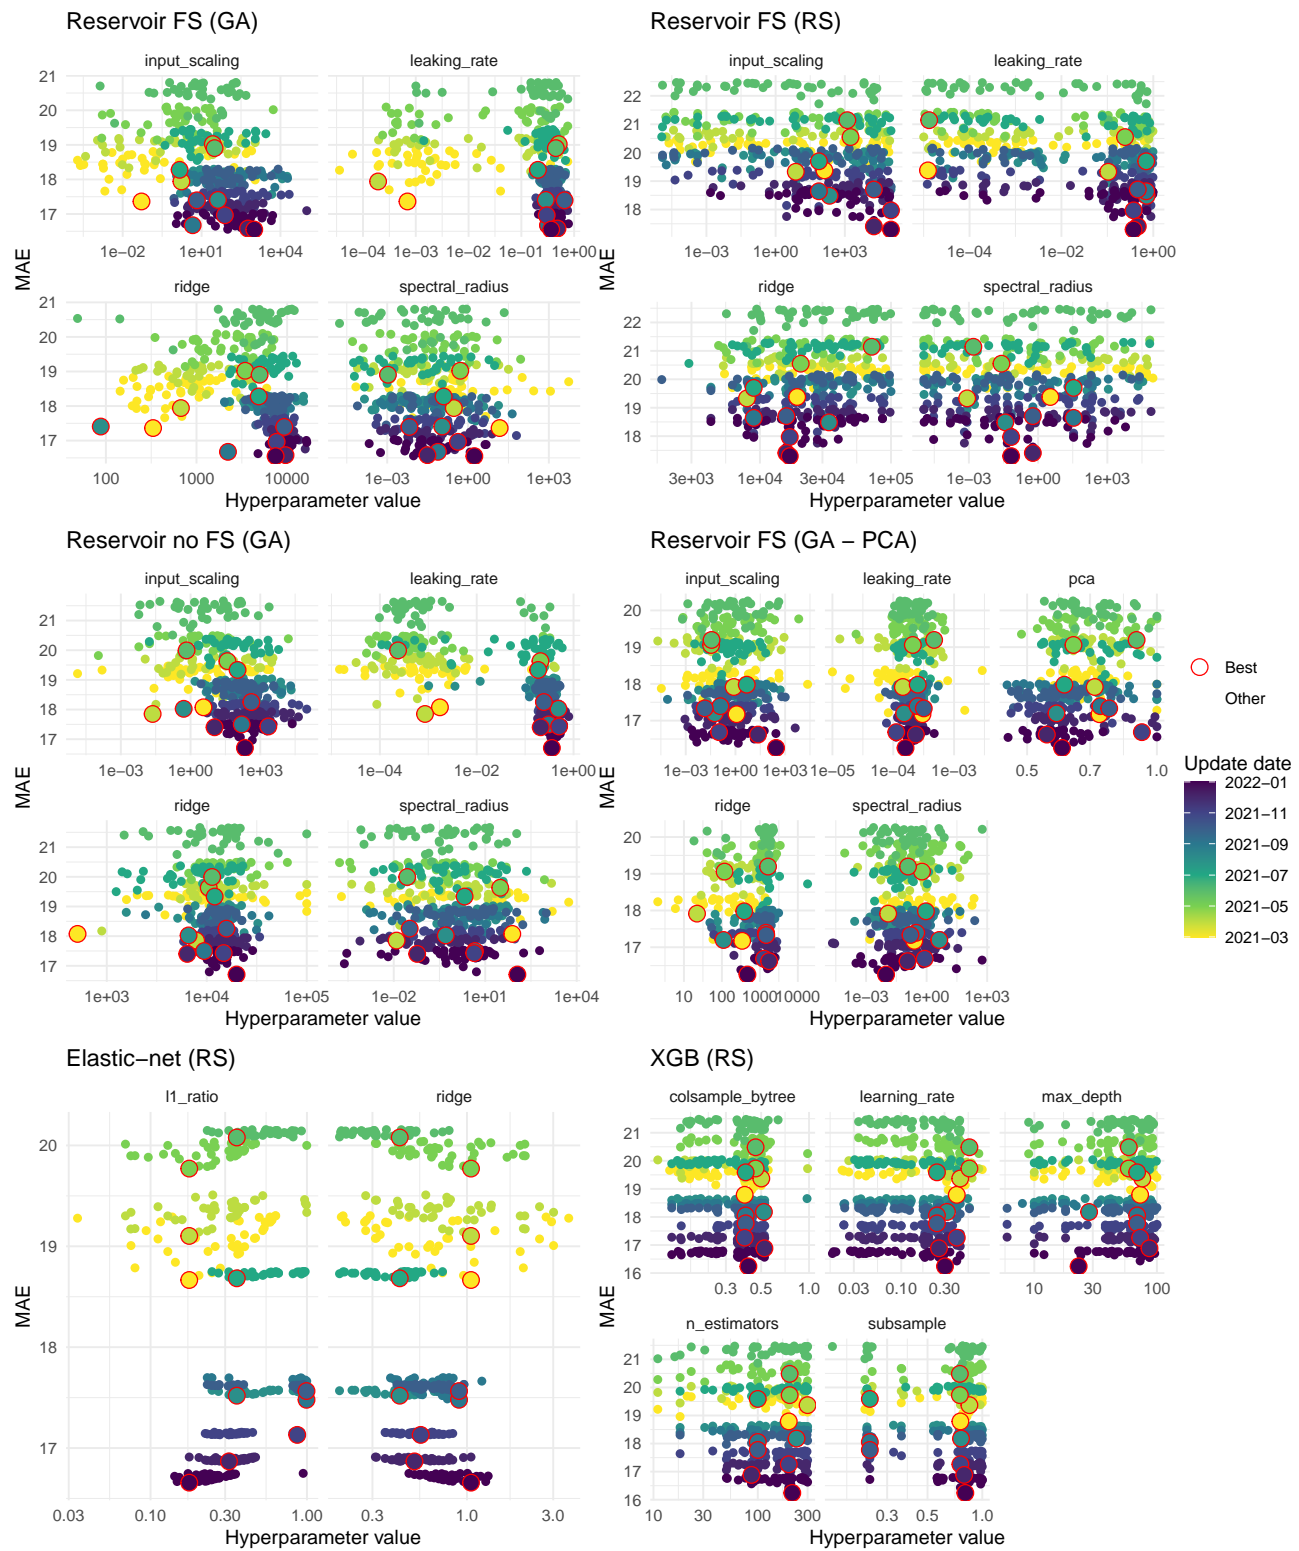 Reservoir FS (GA)
input_scaling
leaking_rate
21
20
19
18
17
1e−02
1e+01
1e+04
1e−04
1e−03
1e−02
1e−01
1e+00
ridge
spectral_radius
21
20
19
18
17
100
1000
10000
1e−03
1e+00
1e+03
MAE
Hyperparameter value
Reservoir FS (RS)
input_scaling
leaking_rate
22
21
20
19
18
1e−03
1e+00
1e+03
1e−04
1e−02
1e+00
ridge
spectral_radius
22
21
20
19
18
3e+03
1e+04
3e+04
1e+05
1e−03
1e+00
1e+03
MAE
Hyperparameter value
Reservoir no FS (GA)
input_scaling
leaking_rate
21
20
19
18
17
1e−03
1e+00
1e+03
1e−04
1e−02
1e+00
ridge
spectral_radius
21
20
19
18
17
1e+03
1e+04
1e+05
1e−02
1e+01
1e+04
MAE
Hyperparameter value
Reservoir FS (GA − PCA)
input_scaling
leaking_rate
pca
20
19
18
17
1e−03
1e+00
1e+03
1e−05
1e−04
1e−03
0.5
0.7
1.0
ridge
spectral_radius
20
19
18
17
10
100
1000
10000
1e−03
1e+00
1e+03
MAE
Hyperparameter value
Best
Other
Update date
2022−01
2021−11
2021−09
2021−07
2021−05
2021−03
Elastic−net (RS)
l1_ratio
ridge
20
19
18
17
0.03
0.10
0.30
1.00
0.3
1.0
3.0
MAE
Hyperparameter value
XGB (RS)
colsample_bytree
learning_rate
max_depth
21
20
19
18
17
16
0.3
0.5
1.0
0.03
0.10
0.30
10
30
100
n_estimators
subsample
21
20
19
18
17
16
10
30
100
300
0.3
0.5
1.0
MAE
Hyperparameter value